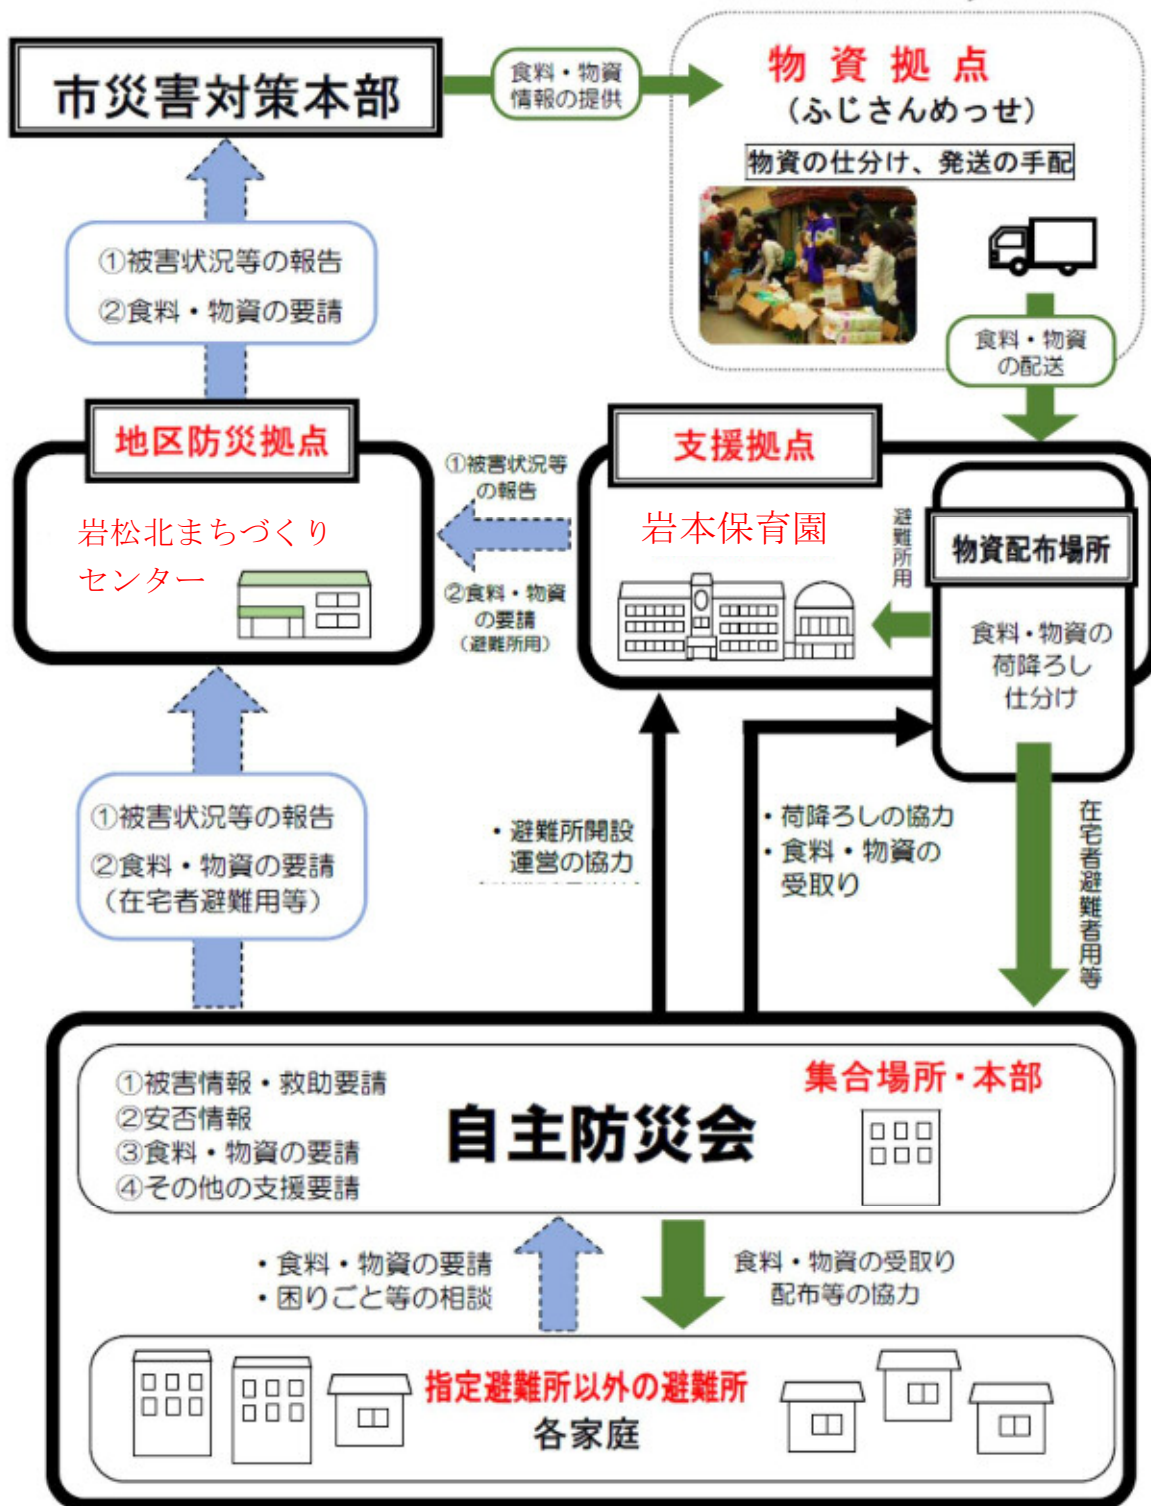 市災害対策本部
食料・物資
情報の提供
物資拠点
（ふじさんめっせ）
物資の仕分け、発送の手配
①被害状況等の報告
②食料・物資の要請
食料・物資
の配送
地区防災拠点
岩松北まちづくり
センター
①被害状況等
の報告
②食料・物資
の要請
（避難所用）
支援拠点
岩本保育園
避難所用
物資配布場所
食料・物資の
荷降ろし
仕分け
①被害状況等の報告
②食料・物資の要請
（在宅者避難用等）
・避難所開設
運営の協力
・荷降ろしの協力
・食料・物資の
受取り
在宅者避難者用等
①被害情報・救助要請
②安否情報
③食料・物資の要請
④その他の支援要請
自主防災会
集合場所・本部
・食料・物資の要請
・困りごと等の相談
食料・物資の受取り
配布等の協力
指定避難所以外の避難所
各家庭